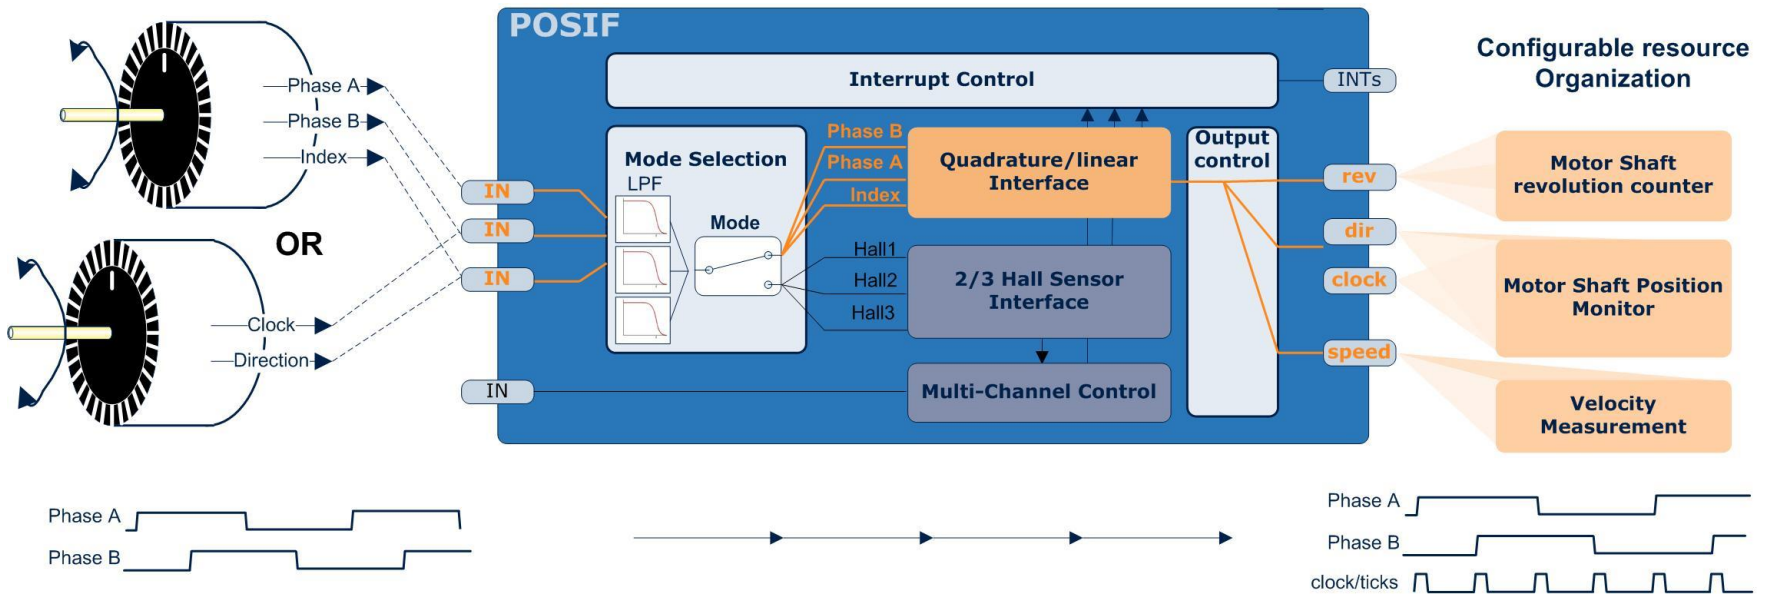 POSIF
Configurable resource
Organization
Interrupt Control
INTs
Phase A
Phase B
Index
OR
Clock
Direction
IN
IN
IN
IN
Mode Selection
LPF
Mode
Phase B
Phase A
Index
Hall1
Hall2
Hall3
Quadrature/linear
Interface
2/3 Hall Sensor
Interface
Multi-Channel Control
Output
control
rev
dir
clock
speed
Motor Shaft
revolution counter
Motor Shaft Position
Monitor
Velocity
Measurement
Phase A
Phase B
Phase A
Phase B
clock/ticks